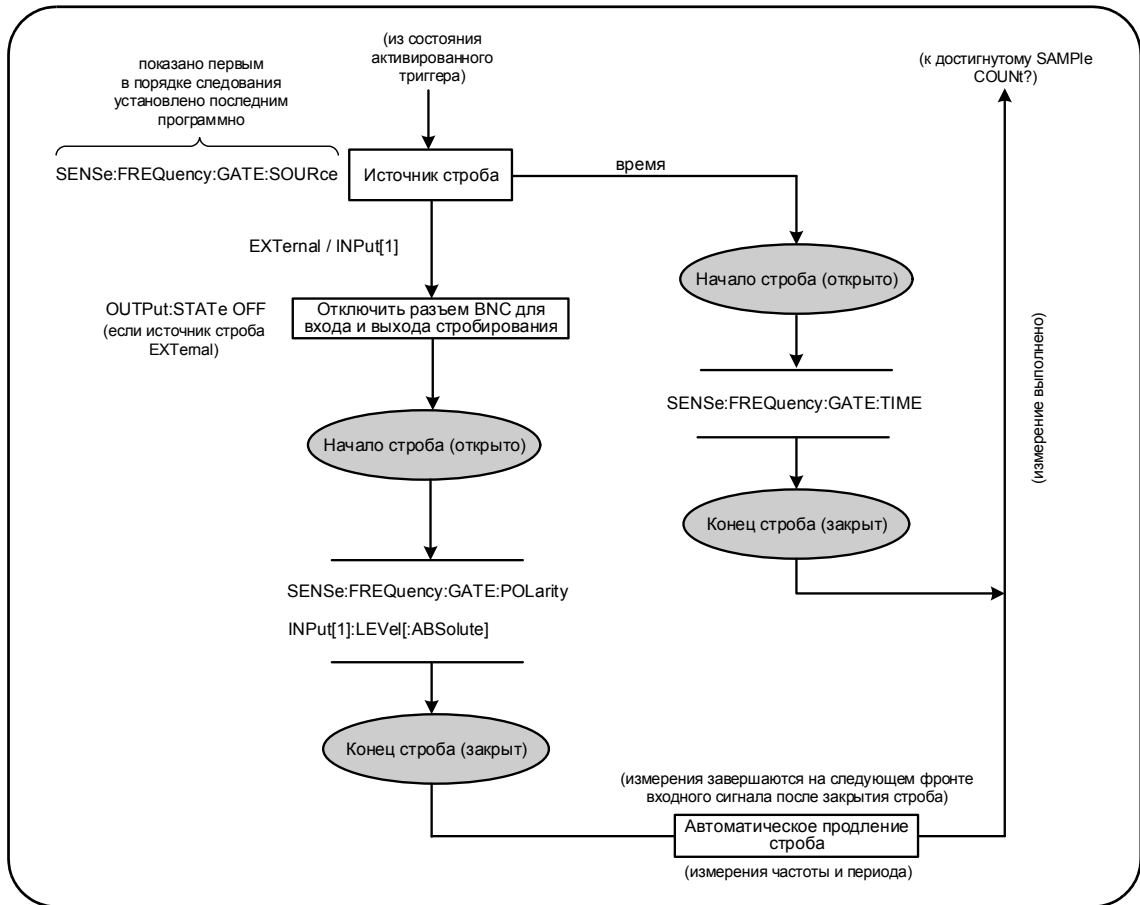 (из состояния
активированного
триггера)
(к достигнутому SAMPle
COUNt?)
показано первым
в порядке следования
установлено последним
программно
SENSe:FREQuency:GATE:SOURce
Источник строба
время
EXTernal / INPut[1]
Начало строба (открыто)
OUTPut:STATe OFF
(если источник строба
EXTernal)
Отключить разъем BNC для
входа и выхода стробирования
SENSe:FREQuency:GATE:TIME
(измерение выполнено)
Начало строба (открыто)
Конец строба (закрыт)
SENSe:FREQuency:GATE:POLarity
INPut[1]:LEVel[:ABSolute]
Конец строба (закрыт)
(измерения завершаются на следующем фронте
входного сигнала после закрытия строба)
Автоматическое продление
строба
(измерения частоты и периода)